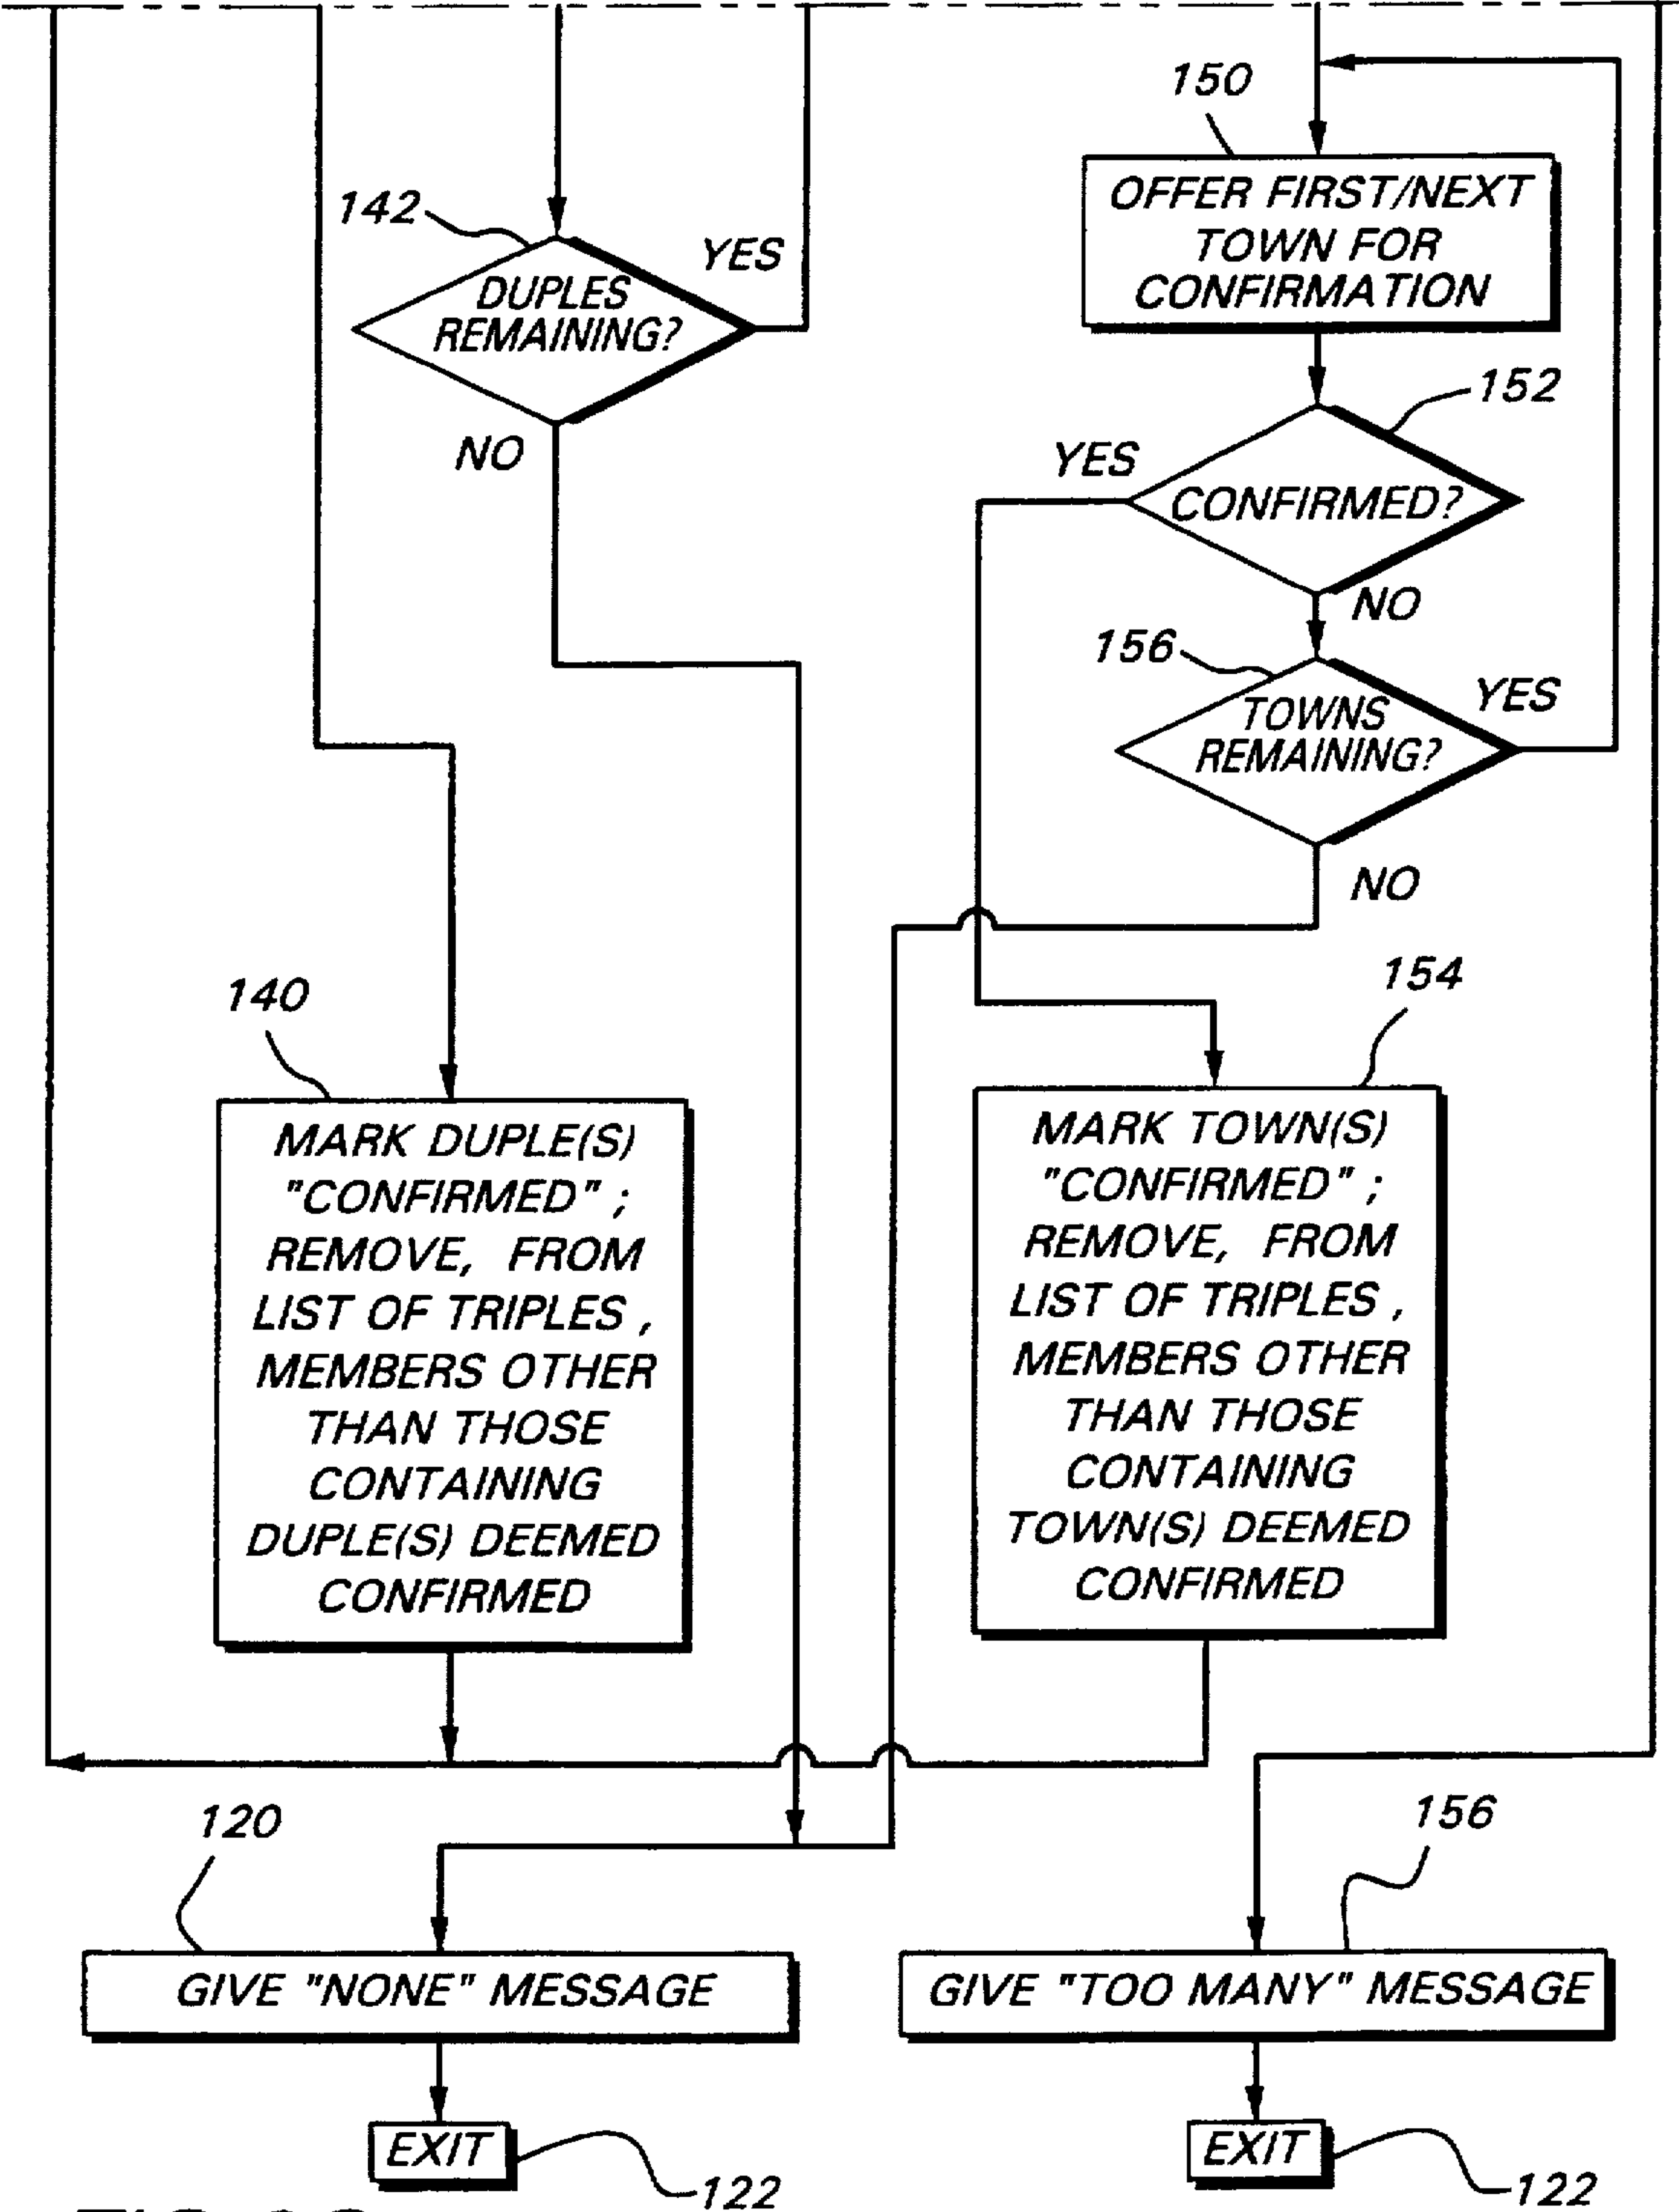 150
OFFER FIRST/NEXT
TOWN FOR
CONFIRMATION
142
YES
DUPLES
REMAINING?
NO
152
YES
CONFIRMED?
NO
156
YES
TOWNS
REMAINING?
NO
140
MARK DUPLE(S)
"CONFIRMED" ;
REMOVE, FROM
LIST OF TRIPLES ,
MEMBERS OTHER
THAN THOSE
CONTAINING
DUPLE(S) DEEMED
CONFIRMED
154
MARK TOWN(S)
"CONFIRMED" ;
REMOVE, FROM
LIST OF TRIPLES ,
MEMBERS OTHER
THAN THOSE
CONTAINING
TOWN(S) DEEMED
CONFIRMED
120
GIVE "NONE" MESSAGE
156
GIVE "TOO MANY" MESSAGE
EXIT
122
EXIT
122